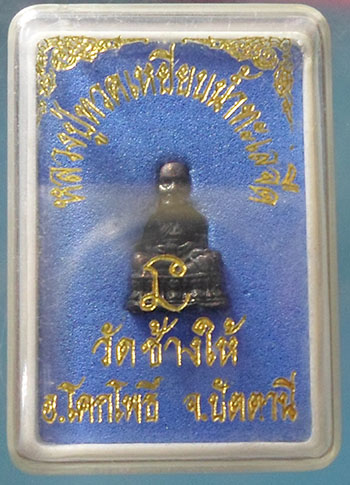 หลวงปู่ทวดเหยียบน้ำทะเลจืด
วัดช้างให้
อ.โคกโพธิ์ จ.ปัตตานี